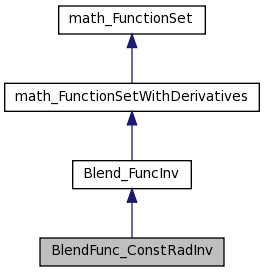 math_FunctionSet
math_FunctionSetWithDerivatives
Blend_FuncInv
BlendFunc_ConstRadInv